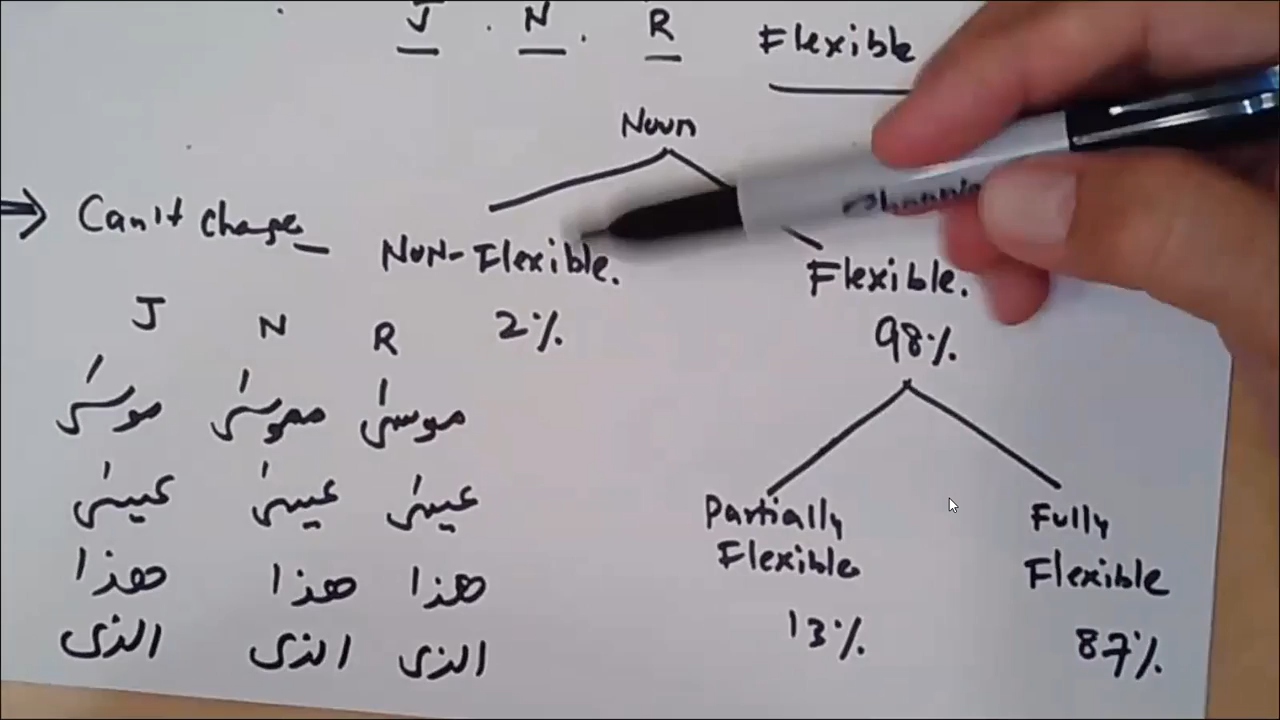 J . N . R Flexible
Noun
Can't change
Non-Flexible. Flexible.
2% 98%
J N R
موسىٰ موسىٰ موسىٰ
عيسىٰ عيسىٰ عيسىٰ
هذا هذا هذا
الذى الذى الذى
Partially Flexible
13%
Fully Flexible
87%